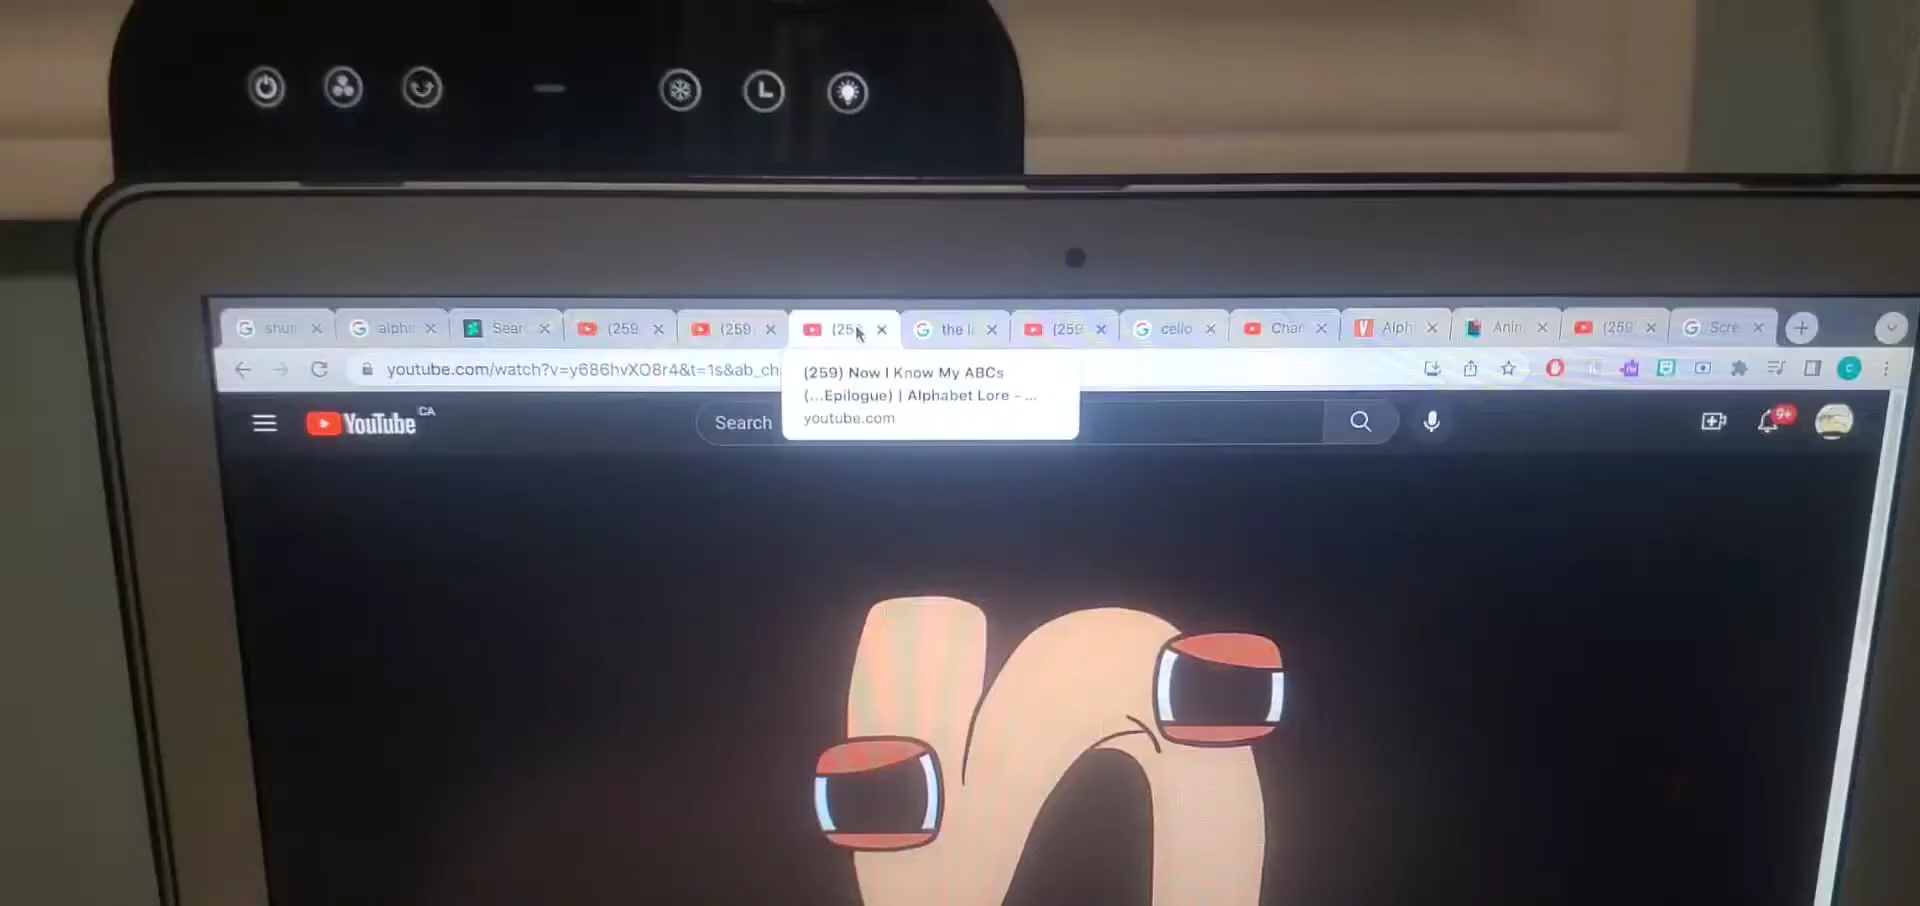 shu
alph
Sear
(259
(259
(25
the l
(259
cello
Char
Alph
Anin
(259
Scre
youtube.com/watch?v=y686hvXO8r4&t=1s&ab_ch
(259) Now I Know My ABCs
(...Epilogue) | Alphabet Lore - ...
youtube.com
YouTube CA
Search
9+
C